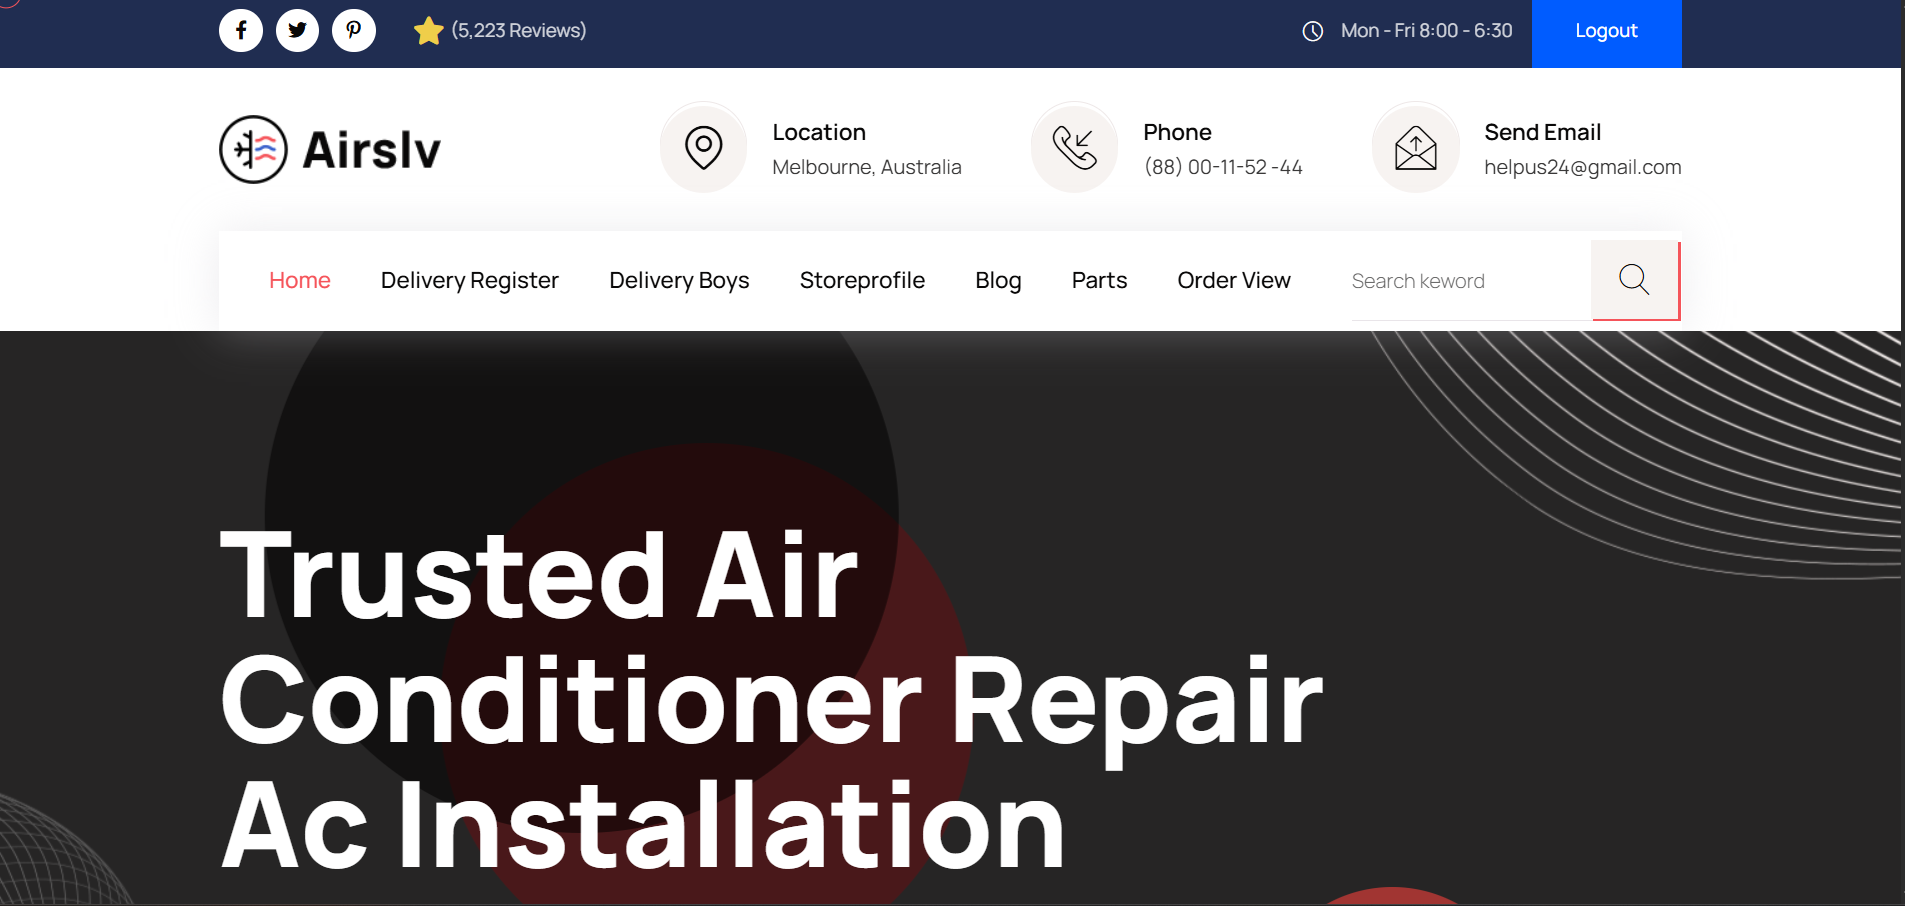 (5,223 Reviews)
Mon - Fri 8:00 - 6:30
Logout
Airslv
Location
Melbourne, Australia
Phone
(88) 00-11-52 -44
Send Email
helpus24@gmail.com
Home Delivery Register Delivery Boys Storeprofile Blog Parts Order View Search keword
Trusted Air
Conditioner Repair
Ac Installation